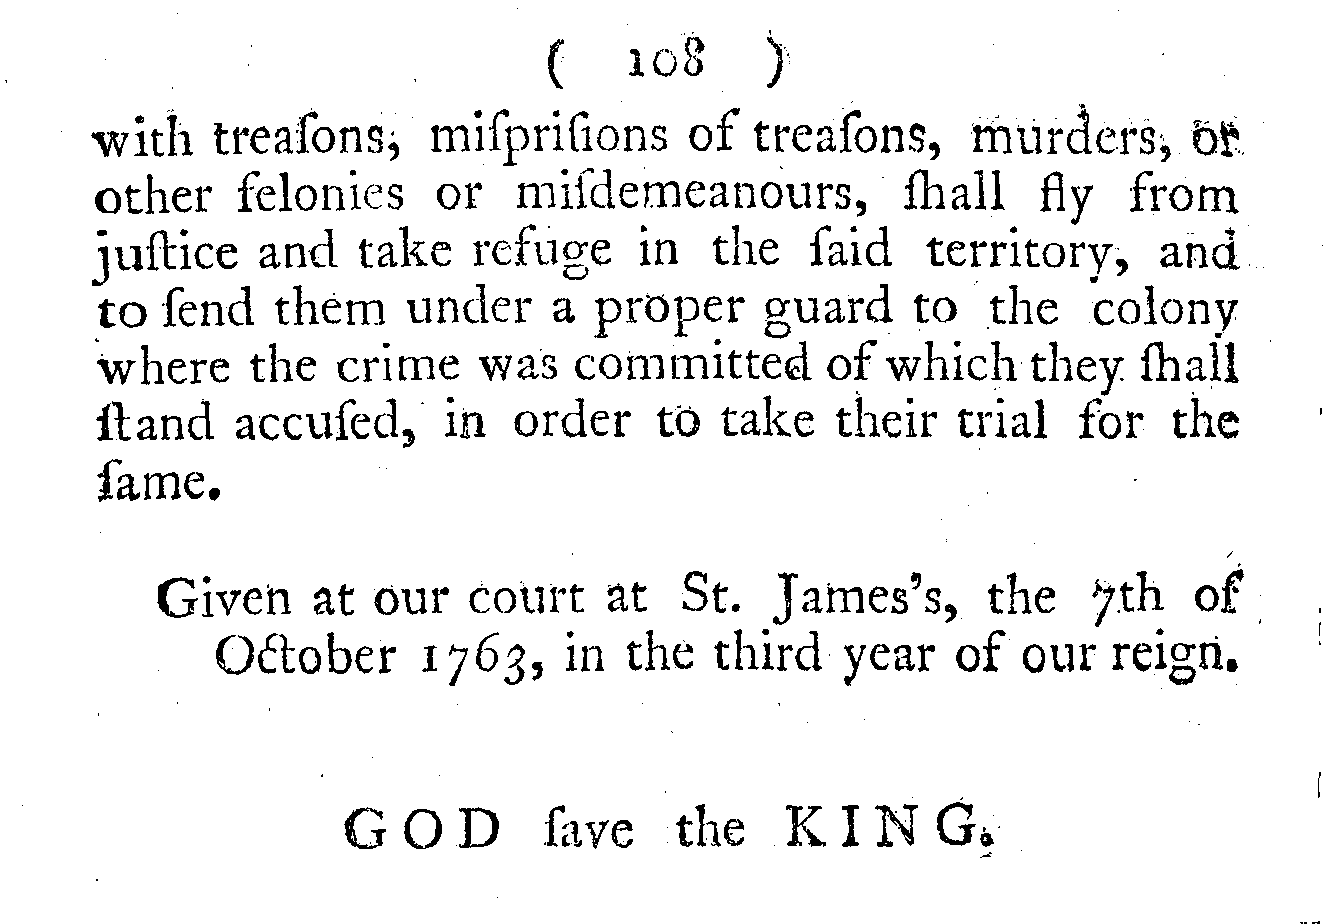 ( 108 )
with treaſons, miſpriſions of treaſons, murders, or
other felonies or miſdemeanours, ſhall fly from
juſtice and take refuge in the ſaid territory, and
to ſend them under a proper guard to the colony
where the crime was committed of which they ſhall
ſtand accuſed, in order to take their trial for the
ſame.
Given at our court at St. James's, the 7th of
October 1763, in the third year of our reign.
GOD ſave the KING.